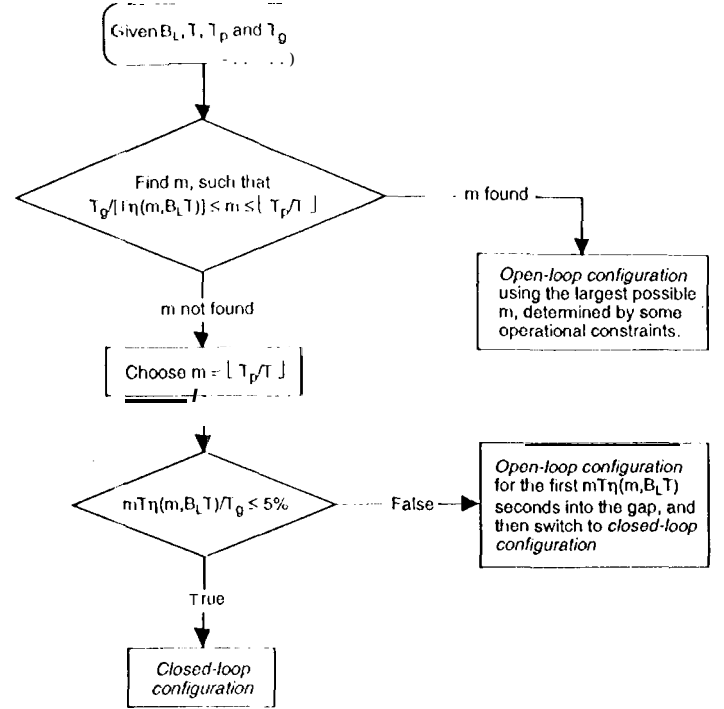 Given B_L, T, T_p and T_g
Find m, such that
T_g/[Tη(m,B_LT)] ≤ m ≤ ⌊ T_p/T ⌋
m found
Open-loop configuration
using the largest possible
m, determined by some
operational constraints.
m not found
Choose m = ⌊ T_p/T ⌋
mTη(m,B_LT)/T_g ≤ 5%
False
Open-loop configuration
for the first mTη(m,B_LT)
seconds into the gap, and
then switch to closed-loop
configuration
True
Closed-loop
configuration